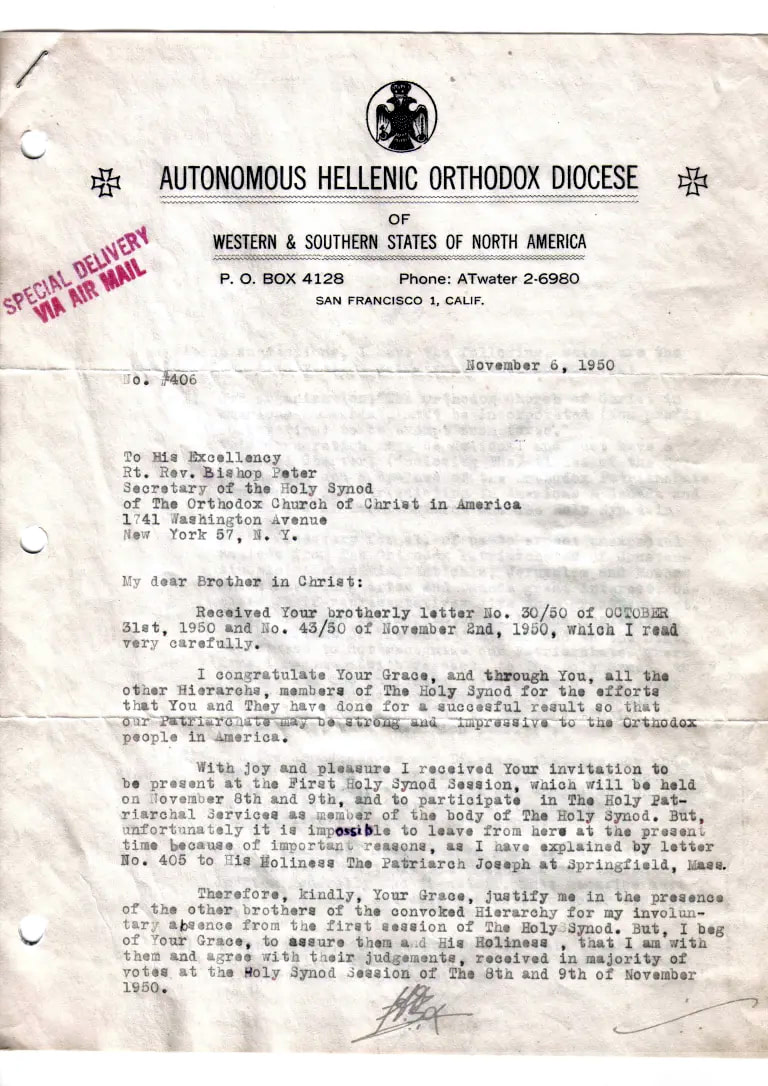 AUTONOMOUS HELLENIC ORTHODOX DIOCESE
OF
WESTERN & SOUTHERN STATES OF NORTH AMERICA
P. O. BOX 4128 Phone: ATwater 2-6980
SAN FRANCISCO 1, CALIF.
SPECIAL DELIVERY
VIA AIR MAIL
November 6, 1950
No. #406
To His Excellency
Rt. Rev. Bishop Peter
Secretary of the Holy Synod
of The Orthodox Church of Christ in America
1741 Washington Avenue
New York 57, N. Y.
My dear Brother in Christ:
Received Your brotherly letter No. 30/50 of OCTOBER
31st, 1950 and No. 43/50 of November 2nd, 1950, which I read
very carefully.
I congratulate Your Grace, and through You, all the
other Hierarchs, members of The Holy Synod for the efforts
that You and They have done for a succesful result so that
our Patriarchate may be strong and impressive to the Orthodox
people in America.
With joy and pleasure I received Your invitation to
be present at the First Holy Synod Session, which will be held
on November 8th and 9th, and to participate in The Holy Pat-
riarchal Services as member of the body of The Holy Synod. But,
unfortunately it is impossible to leave from here at the present
time because of important reasons, as I have explained by letter
No. 405 to His Holiness The Patriarch Joseph at Springfield, Mass.
Therefore, kindly, Your Grace, justify me in the presence
of the other brothers of the convoked Hierarchy for my involun-
tary absence from the first session of The Holy Synod. But, I beg
of Your Grace, to assure them and His Holiness , that I am with
them and agree with their judgements, received in majority of
votes at the Holy Synod Session of The 8th and 9th of November
1950.